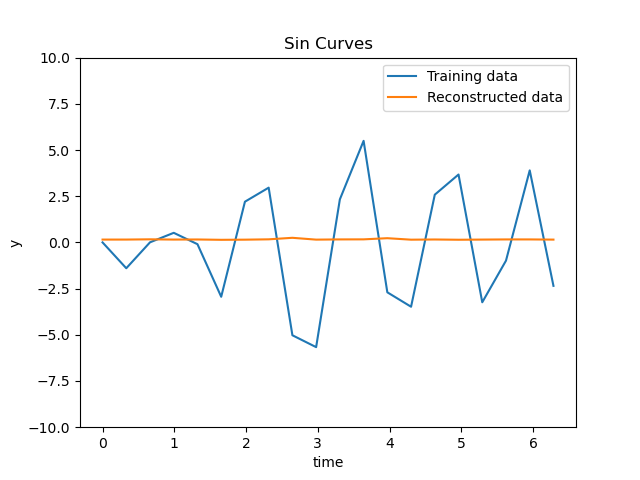 Sin Curves
Training data
Reconstructed data
10.0
7.5
5.0
2.5
0.0
−2.5
−5.0
−7.5
−10.0
y
0 1 2 3 4 5 6
time